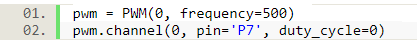 01. pwm = PWM(0, frequency=500)
02. pwm.channel(0, pin='P7', duty_cycle=0)